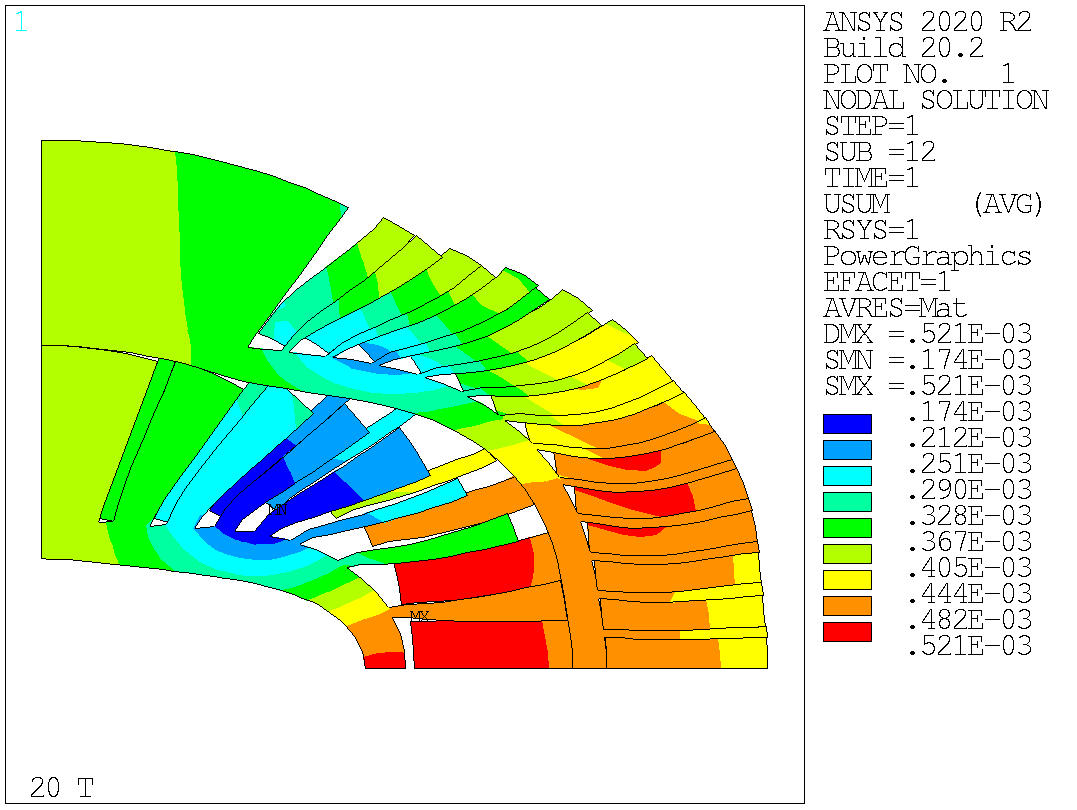 1
ANSYS 2020 R2
Build 20.2
PLOT NO. 1
NODAL SOLUTION
STEP=1
SUB =12
TIME=1
USUM (AVG)
RSYS=1
PowerGraphics
EFACET=1
AVRES=Mat
DMX =.521E-03
SMN =.174E-03
SMX =.521E-03
.174E-03
.212E-03
.251E-03
.290E-03
.328E-03
.367E-03
.405E-03
.444E-03
.482E-03
.521E-03
MN
MX
20 T